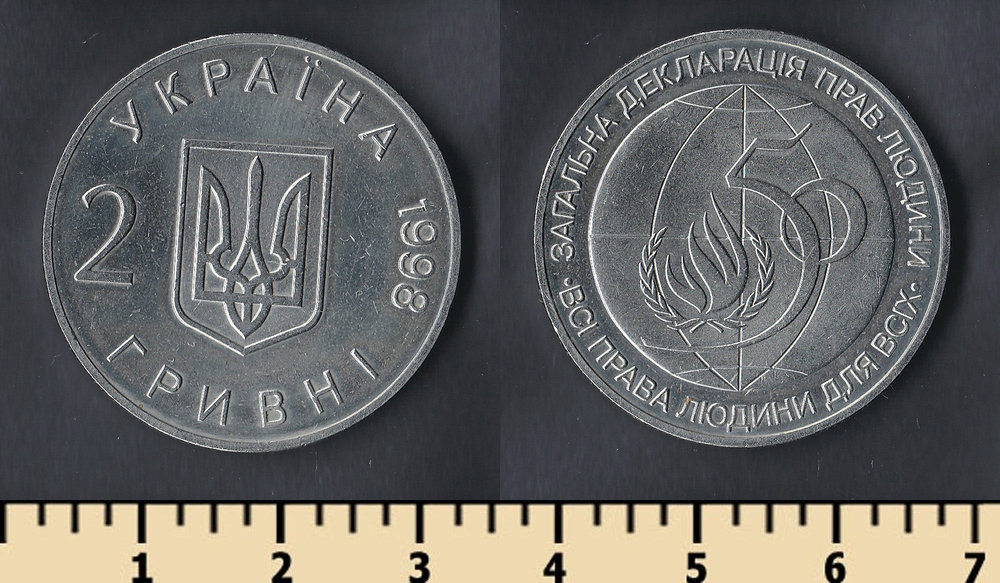 УКРАЇНА
2
1998
ГРИВНІ
ЗАГАЛЬНА ДЕКЛАРАЦІЯ ПРАВ ЛЮДИНИ
50
·ВСІ ПРАВА ЛЮДИНИ ДЛЯ ВСІХ·
1 2 3 4 5 6 7